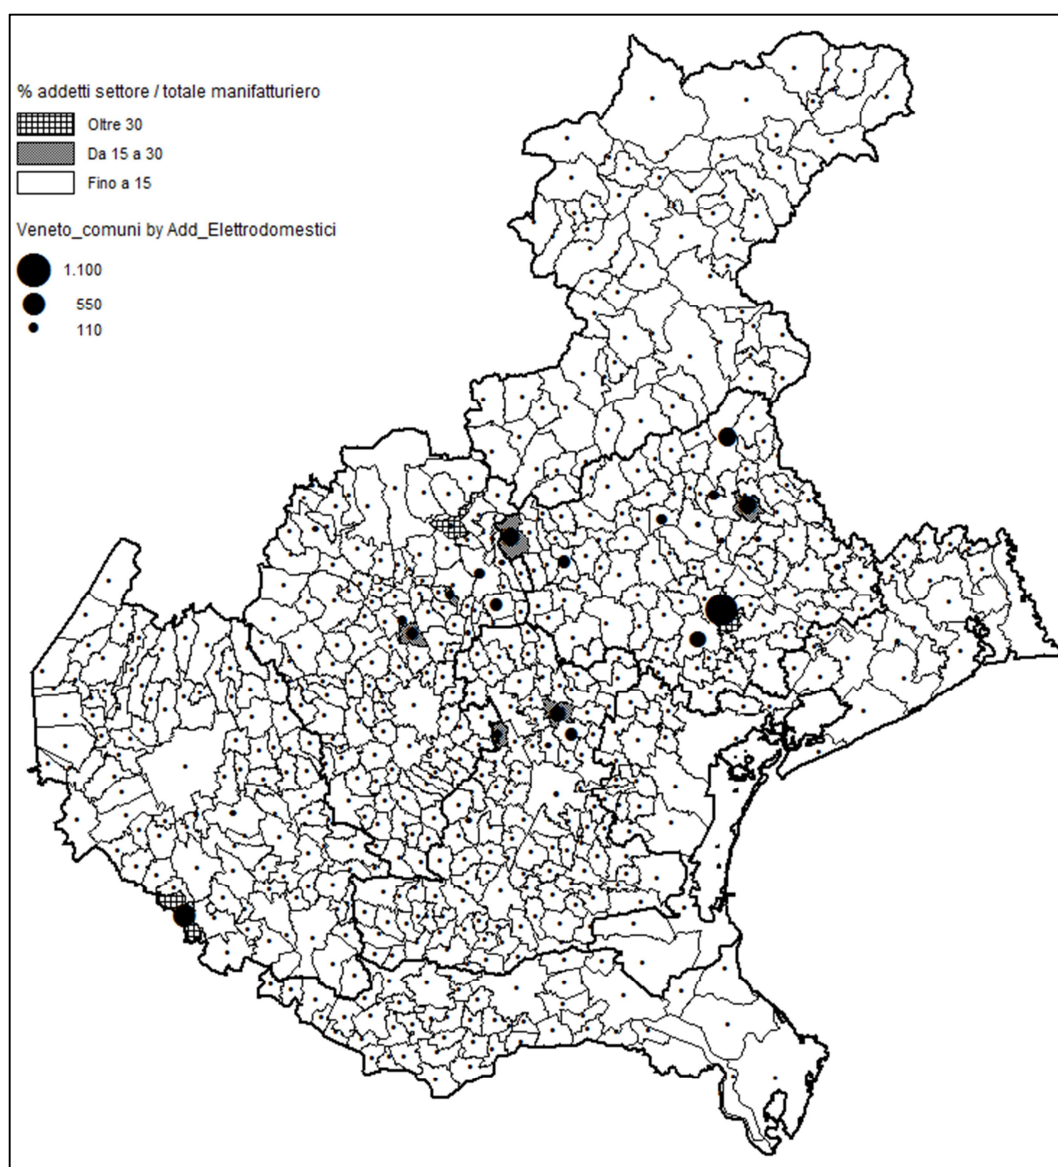 % addetti settore / totale manifatturiero
Oltre 30
Da 15 a 30
Fino a 15
Veneto_comuni by Add_Elettrodomestici
1.100
550
110